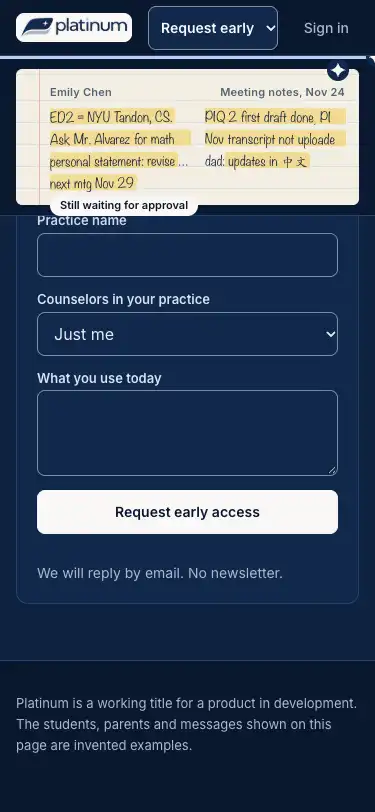 platinum
Request early
Sign in
Emily Chen
Meeting notes, Nov 24
ED2 = NYU Tandon, CS.
Ask Mr. Alvarez for math
personal statement: revise ...
next mtg Nov 29
PIQ 2 first draft done, PI
Nov transcript not uploade
dad: updates in 中文
Still waiting for approval
Practice name
Counselors in your practice
Just me
What you use today
Request early access
We will reply by email. No newsletter.
Platinum is a working title for a product in development.
The students, parents and messages shown on this
page are invented examples.